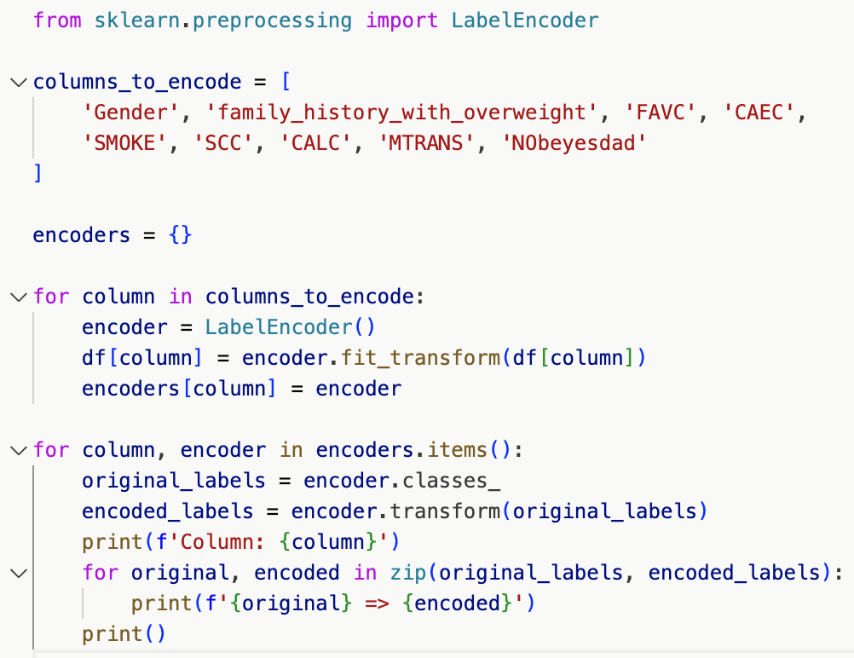 from sklearn.preprocessing import LabelEncoder
columns_to_encode = [
    'Gender', 'family_history_with_overweight', 'FAVC', 'CAEC',
    'SMOKE', 'SCC', 'CALC', 'MTRANS', 'NObeyesdad'
]
encoders = {}
for column in columns_to_encode:
    encoder = LabelEncoder()
    df[column] = encoder.fit_transform(df[column])
    encoders[column] = encoder
for column, encoder in encoders.items():
    original_labels = encoder.classes_
    encoded_labels = encoder.transform(original_labels)
    print(f'Column: {column}')
    for original, encoded in zip(original_labels, encoded_labels):
        print(f'{original} => {encoded}')
    print()